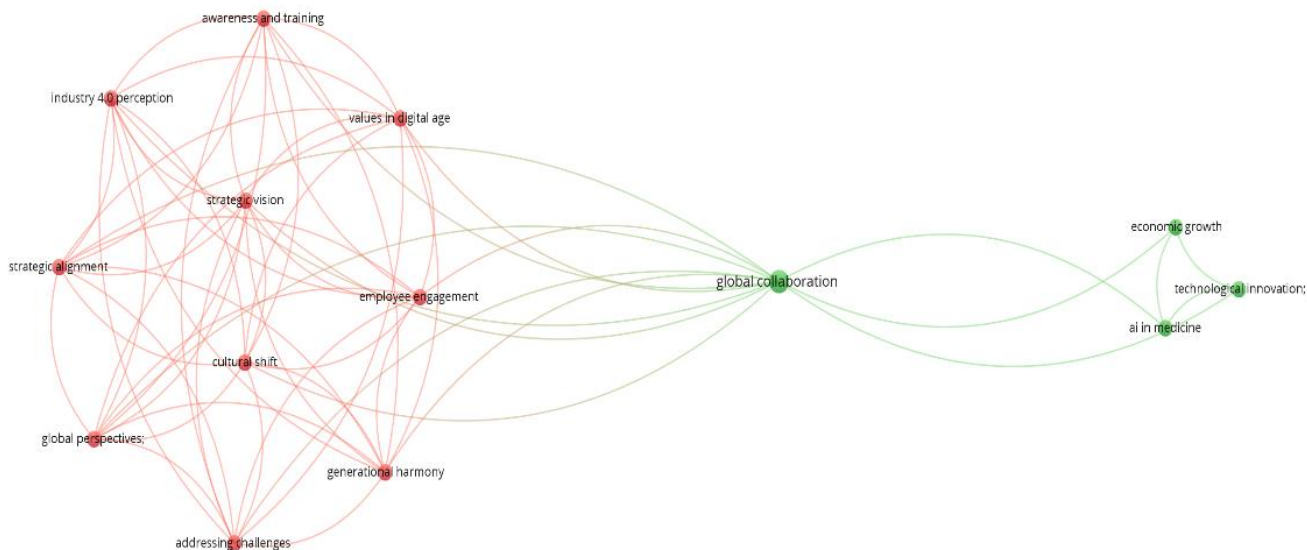 awareness and training
industry 4.0 perception
values in digital age
strategic vision
economic growth
strategic alignment
global collaboration
technological innovation;
employee engagement
ai in medicine
cultural shift
global perspectives;
generational harmony
addressing challenges